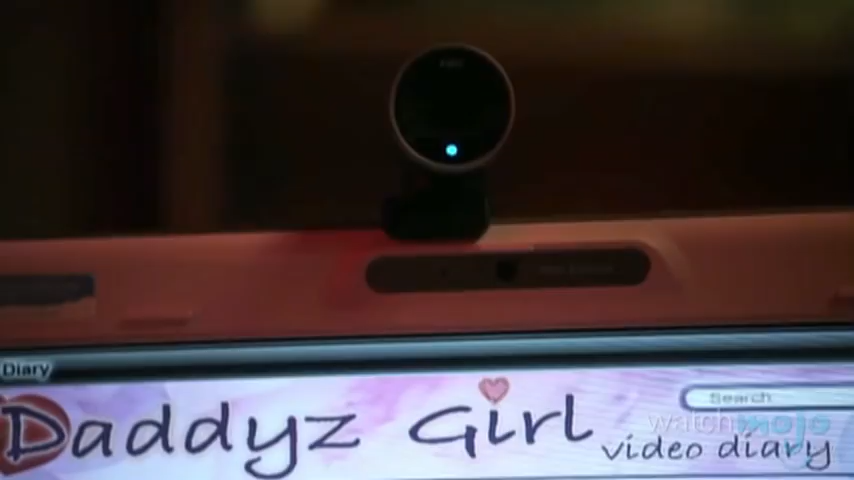 Diary
Daddyz Girl
Search
video diary
watchmojo